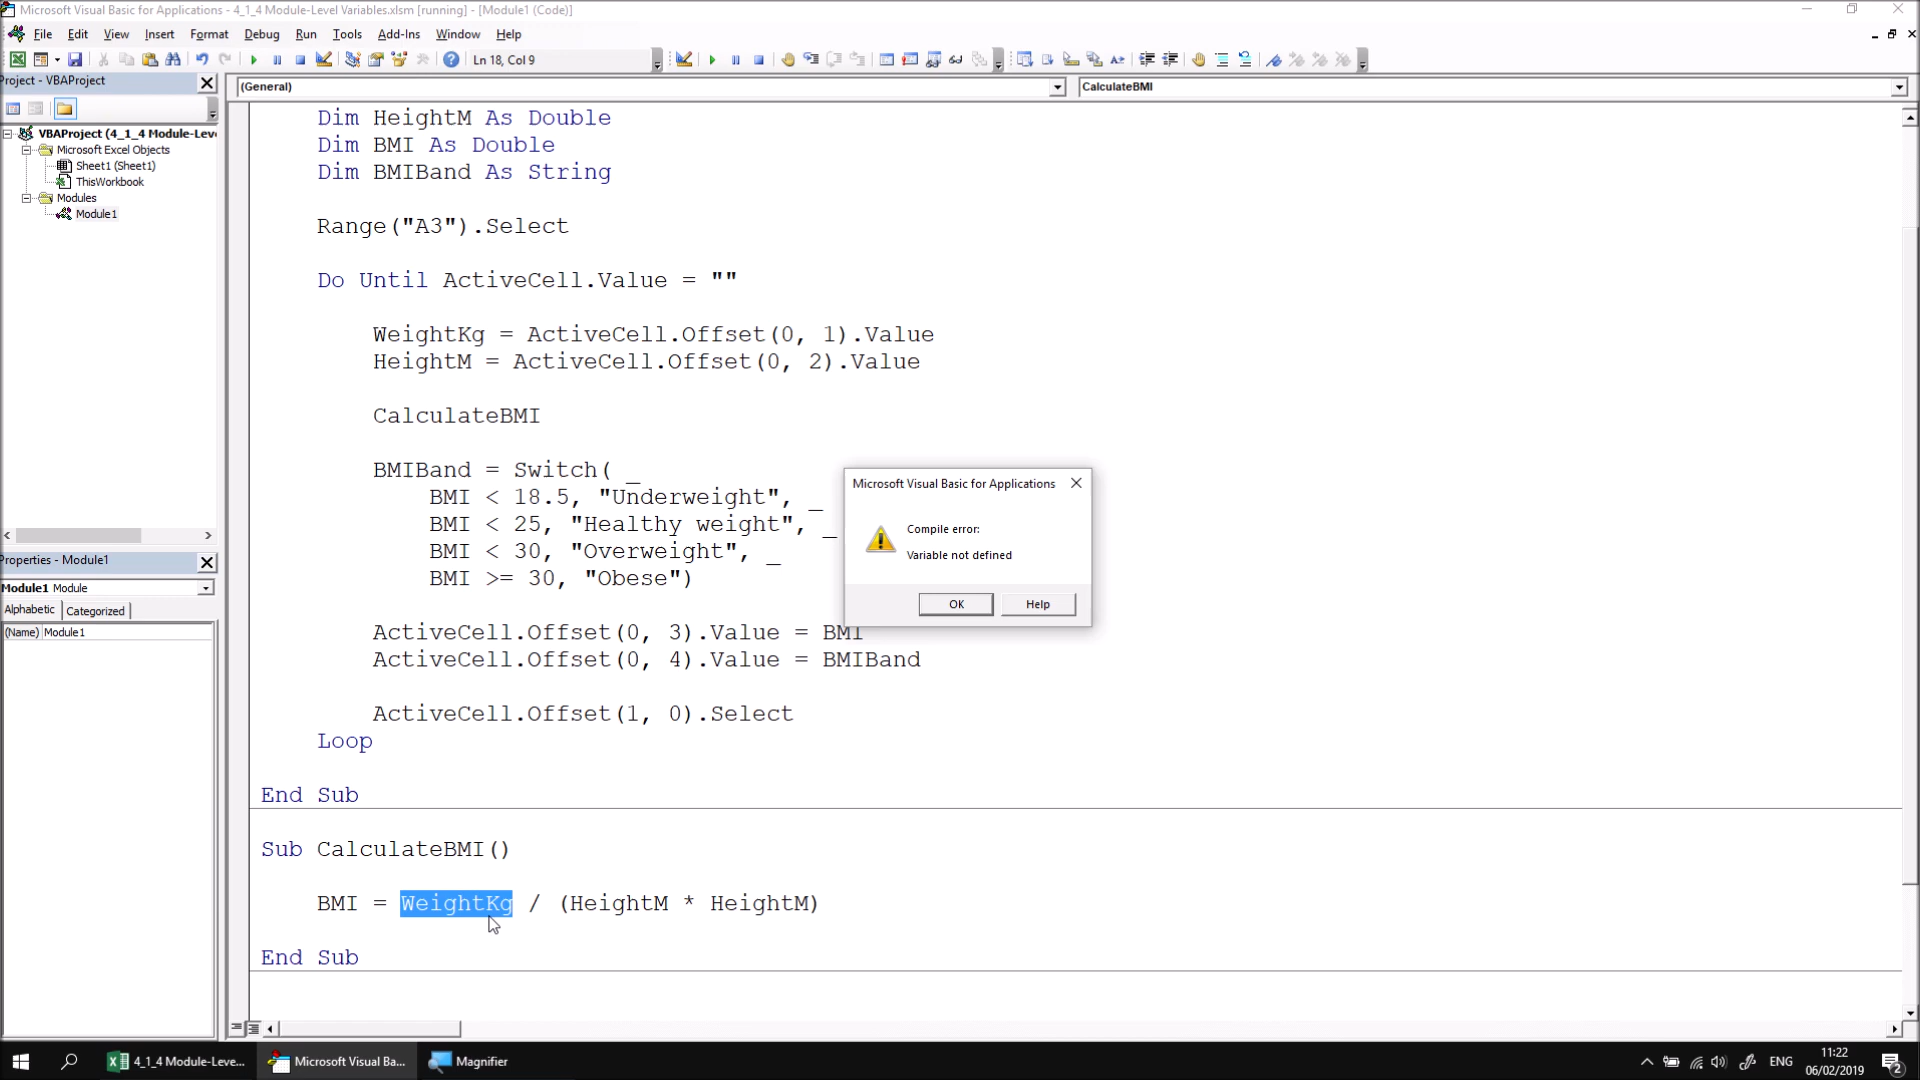 Microsoft Visual Basic for Applications - 4_1_4 Module-Level Variables.xlsm [running] - [Module1 (Code)]
File Edit View Insert Format Debug Run Tools Add-Ins Window Help
Ln 18, Col 9
Project - VBAProject
(General)
CalculateBMI
VBAProject (4_1_4 Module-Lev
Microsoft Excel Objects
Sheet1 (Sheet1)
ThisWorkbook
Modules
Module1
Properties - Module1
Module1 Module
Alphabetic Categorized
(Name) Module1
Dim HeightM As Double
Dim BMI As Double
Dim BMIBand As String
Range("A3").Select
Do Until ActiveCell.Value = ""
WeightKg = ActiveCell.Offset(0, 1).Value
HeightM = ActiveCell.Offset(0, 2).Value
CalculateBMI
BMIBand = Switch( _
BMI < 18.5, "Underweight", _
BMI < 25, "Healthy weight", _
BMI < 30, "Overweight", _
BMI >= 30, "Obese")
ActiveCell.Offset(0, 3).Value = BMI
ActiveCell.Offset(0, 4).Value = BMIBand
ActiveCell.Offset(1, 0).Select
Loop
End Sub
Sub CalculateBMI()
BMI = WeightKg / (HeightM * HeightM)
End Sub
Microsoft Visual Basic for Applications
Compile error:
Variable not defined
OK Help
4_1_4 Module-Leve...
Microsoft Visual Ba...
Magnifier
ENG
11:22
06/02/2019
2